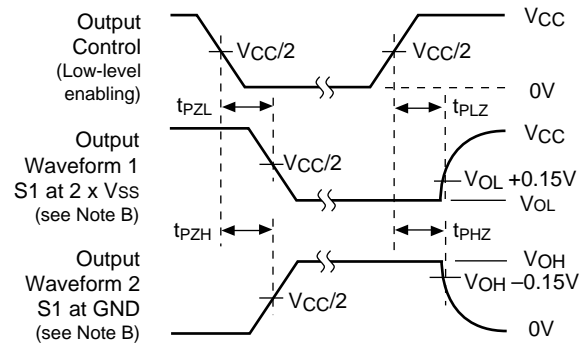 Output
Control
(Low-level
enabling)
VCC/2
VCC/2
VCC
0V
tPZL
tPLZ
Output
Waveform 1
S1 at 2 x VSS
(see Note B)
VCC/2
VCC
VOL +0.15V
VOL
tPZH
tPHZ
Output
Waveform 2
S1 at GND
(see Note B)
VCC/2
VOH
VOH –0.15V
0V